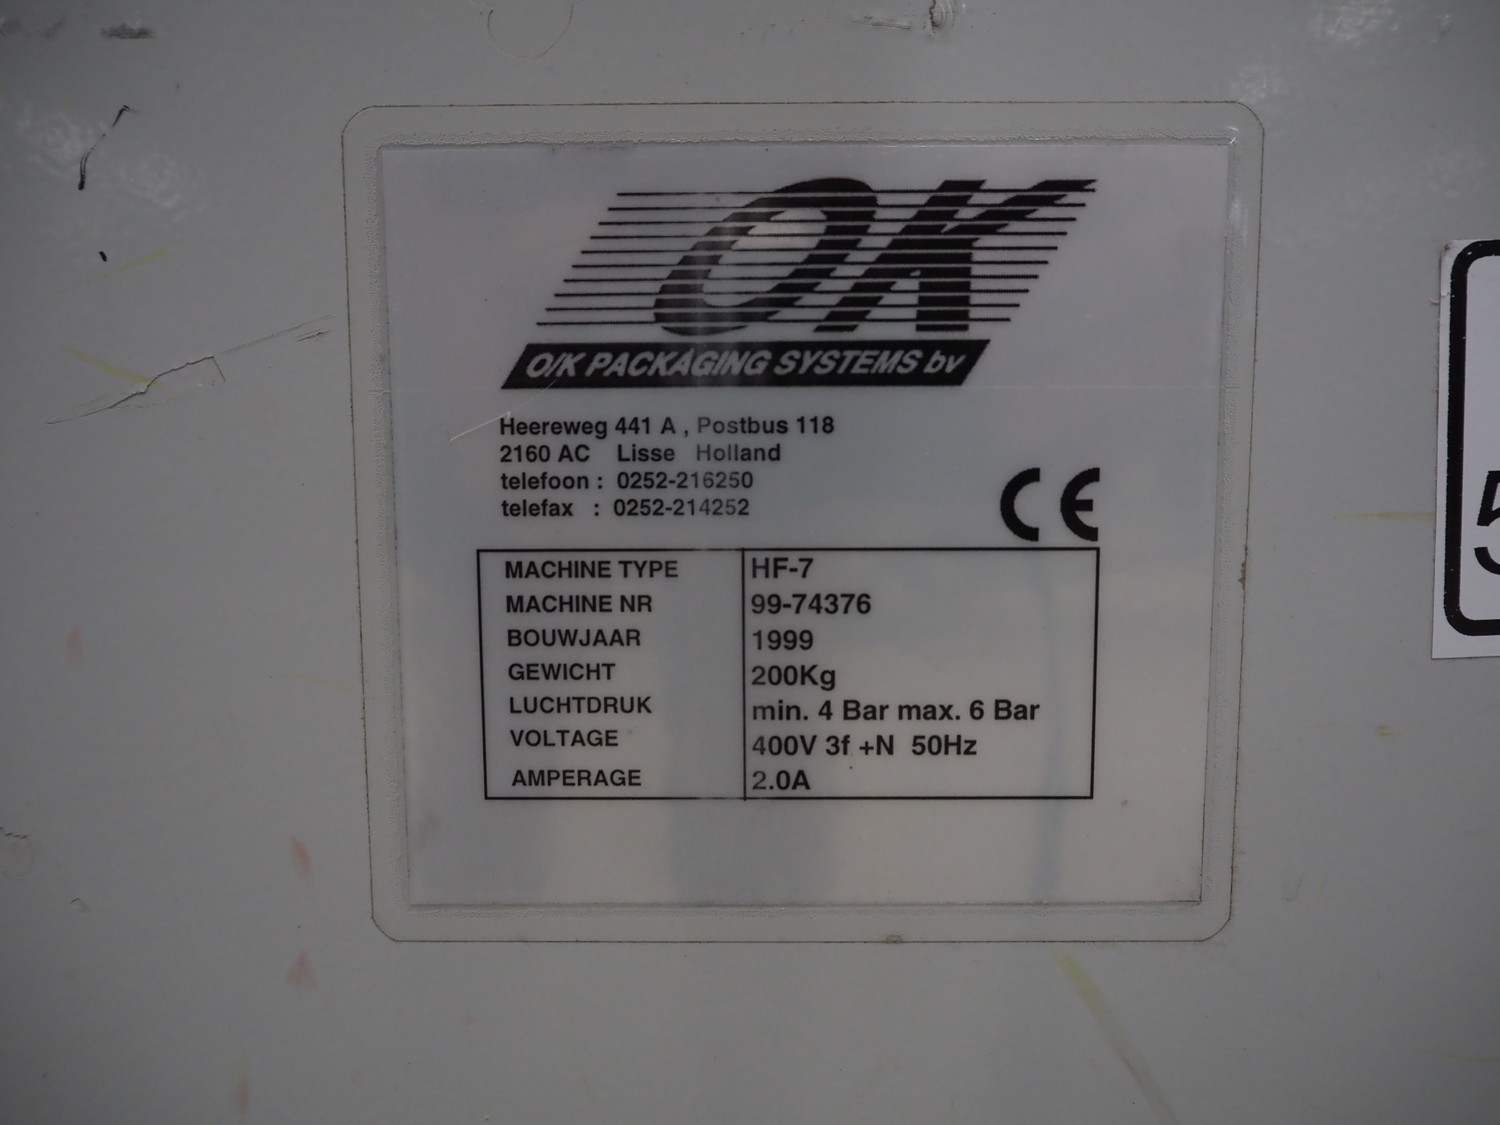 OK
O/K PACKAGING SYSTEMS bv
Heereweg 441 A , Postbus 118
2160 AC Lisse Holland
telefoon : 0252-216250
telefax : 0252-214252
CE
MACHINE TYPE HF-7
MACHINE NR 99-74376
BOUWJAAR 1999
GEWICHT 200Kg
LUCHTDRUK min. 4 Bar max. 6 Bar
VOLTAGE 400V 3f +N 50Hz
AMPERAGE 2.0A